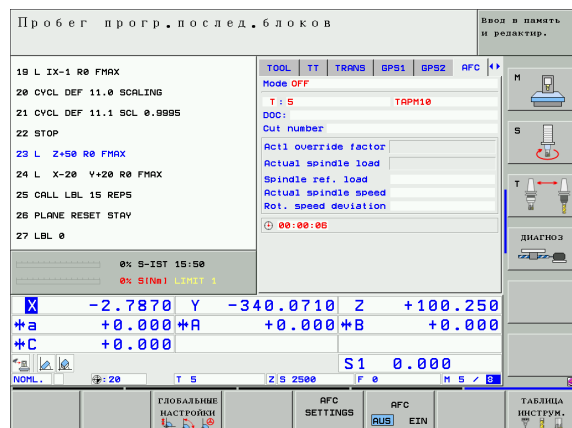 Пробег прогр.послед.блоков
Ввод в память
и редактир.
19 L IX-1 R0 FMAX
20 CYCL DEF 11.0 SCALING
21 CYCL DEF 11.1 SCL 0.9995
22 STOP
23 L Z+50 R0 FMAX
24 L X-20 Y+20 R0 FMAX
25 CALL LBL 15 REP5
26 PLANE RESET STAY
27 LBL 0
TOOL TT TRANS GPS1 GPS2 AFC
Mode OFF
T : 5 TAPM10
DOC:
Cut number
Actl override factor
Actual spindle load
Spindle ref. load
Actual spindle speed
Rot. speed deviation
00:00:06
0% S-IST 15:50
0% S[Nm] LIMIT 1
X -2.7870 Y -340.0710 Z +100.250
a +0.000 A +0.000 B +0.000
C +0.000
S1 0.000
NOML. : 20 T 5 Z S 2500 F 0 M 5 / 8
M
S
T
ДИАГНОЗ
ГЛОБАЛЬНЫЕ
НАСТРОЙКИ
AFC
SETTINGS
AFC
AUS EIN
ТАБЛИЦА
ИНСТРУМ.